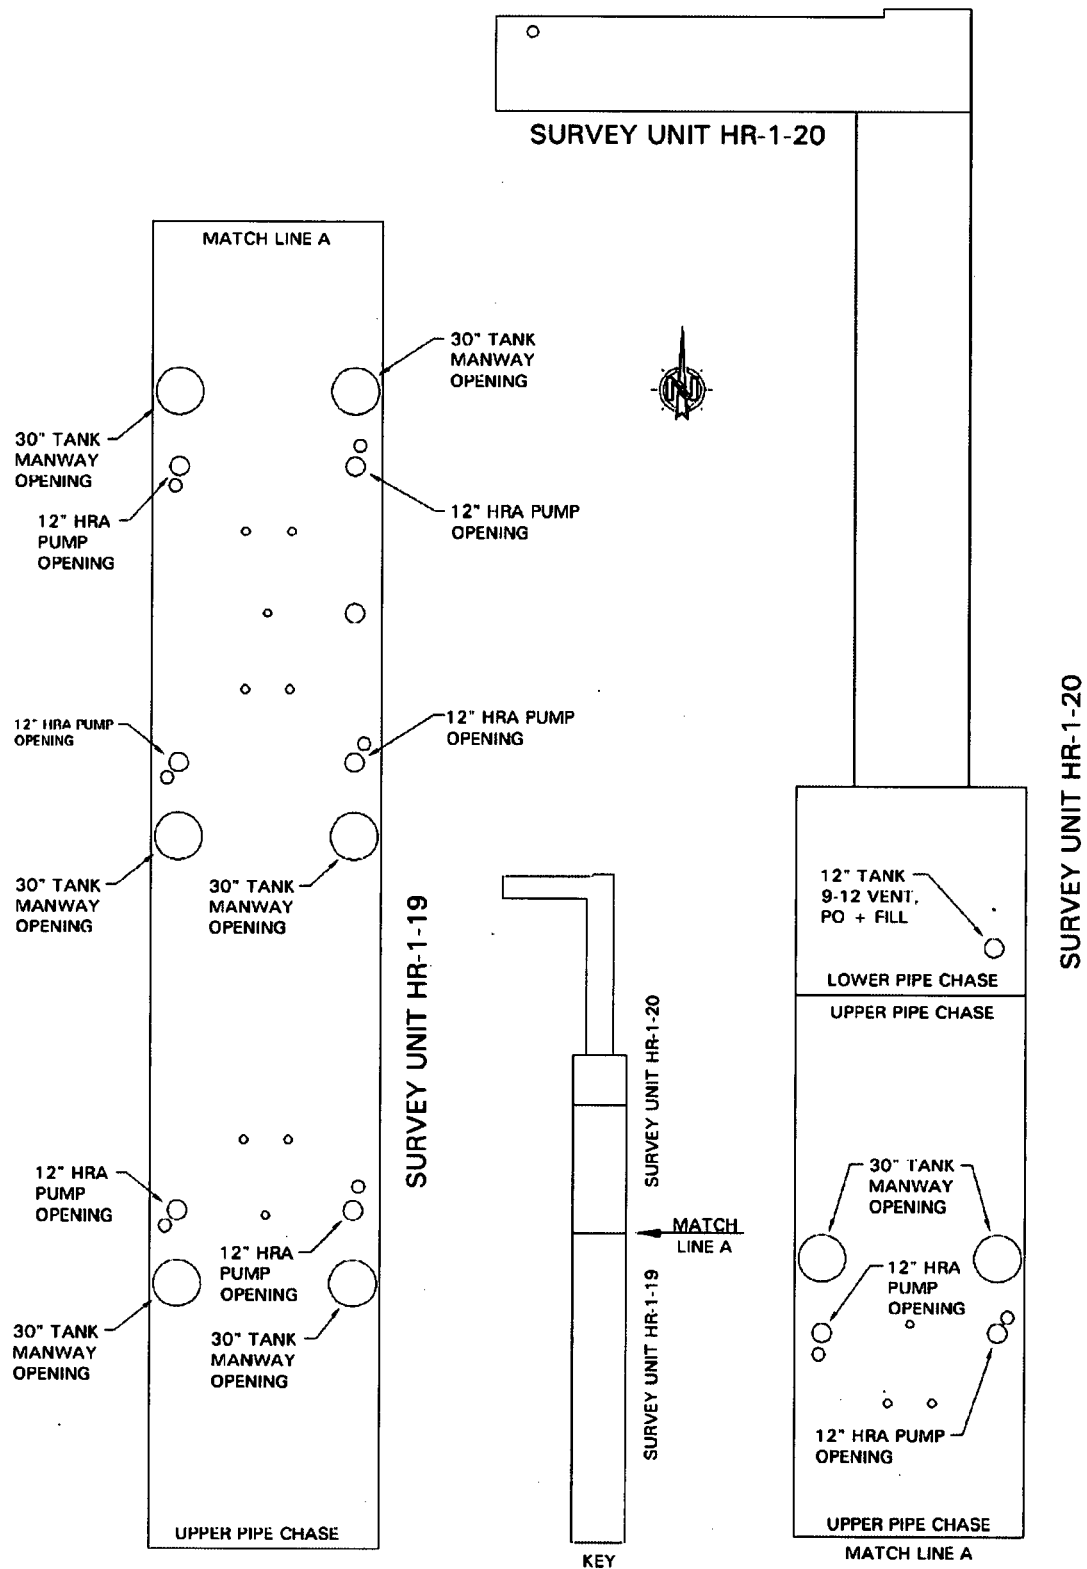 SURVEY UNIT HR-1-20
MATCH LINE A
30" TANK
MANWAY
OPENING
30" TANK
MANWAY
OPENING
12" HRA
PUMP
OPENING
12" HRA PUMP
OPENING
N
12" HRA PUMP
OPENING
12" HRA PUMP
OPENING
30" TANK
MANWAY
OPENING
30" TANK
MANWAY
OPENING
SURVEY UNIT HR-1-19
12" HRA
PUMP
OPENING
12" HRA
PUMP
OPENING
30" TANK
MANWAY
OPENING
30" TANK
MANWAY
OPENING
UPPER PIPE CHASE
SURVEY UNIT HR-1-20
MATCH
LINE A
SURVEY UNIT HR-1-19
KEY
SURVEY UNIT HR-1-20
12" TANK
9-12 VENT,
PO + FILL
LOWER PIPE CHASE
UPPER PIPE CHASE
30" TANK
MANWAY
OPENING
12" HRA
PUMP
OPENING
12" HRA PUMP
OPENING
UPPER PIPE CHASE
MATCH LINE A